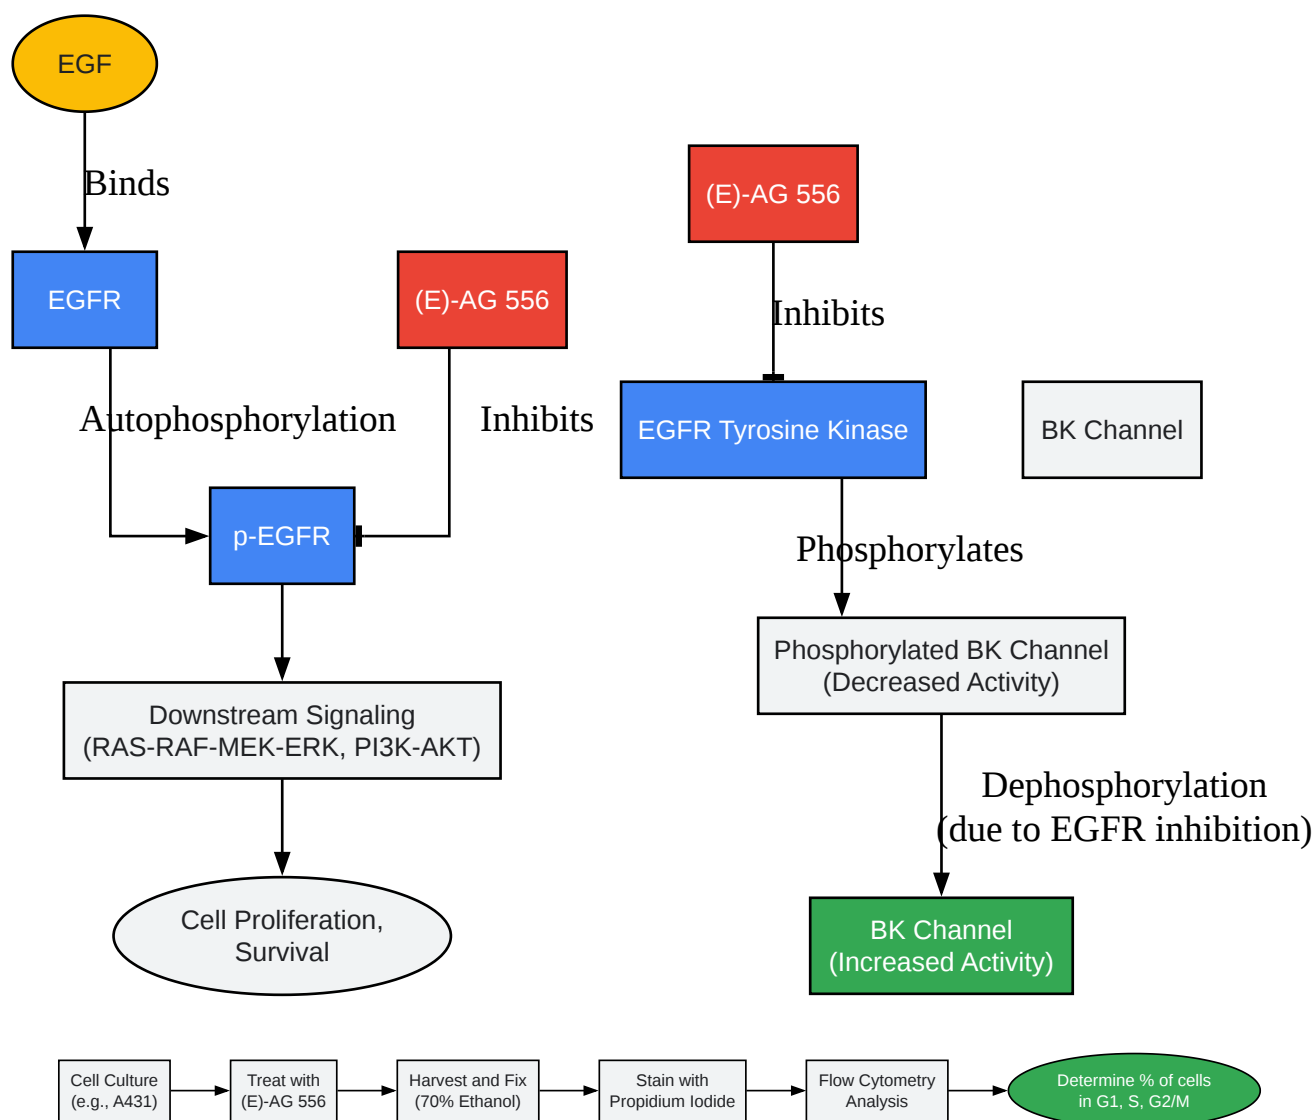 EGF
Binds
EGFR
(E)-AG 556
Autophosphorylation
Inhibits
p-EGFR
Downstream Signaling
(RAS-RAF-MEK-ERK, PI3K-AKT)
Cell Proliferation,
Survival
(E)-AG 556
Inhibits
EGFR Tyrosine Kinase
BK Channel
Phosphorylates
Phosphorylated BK Channel
(Decreased Activity)
Dephosphorylation
(due to EGFR inhibition)
BK Channel
(Increased Activity)
Cell Culture
(e.g., A431)
Treat with
(E)-AG 556
Harvest and Fix
(70% Ethanol)
Stain with
Propidium Iodide
Flow Cytometry
Analysis
Determine % of cells
in G1, S, G2/M